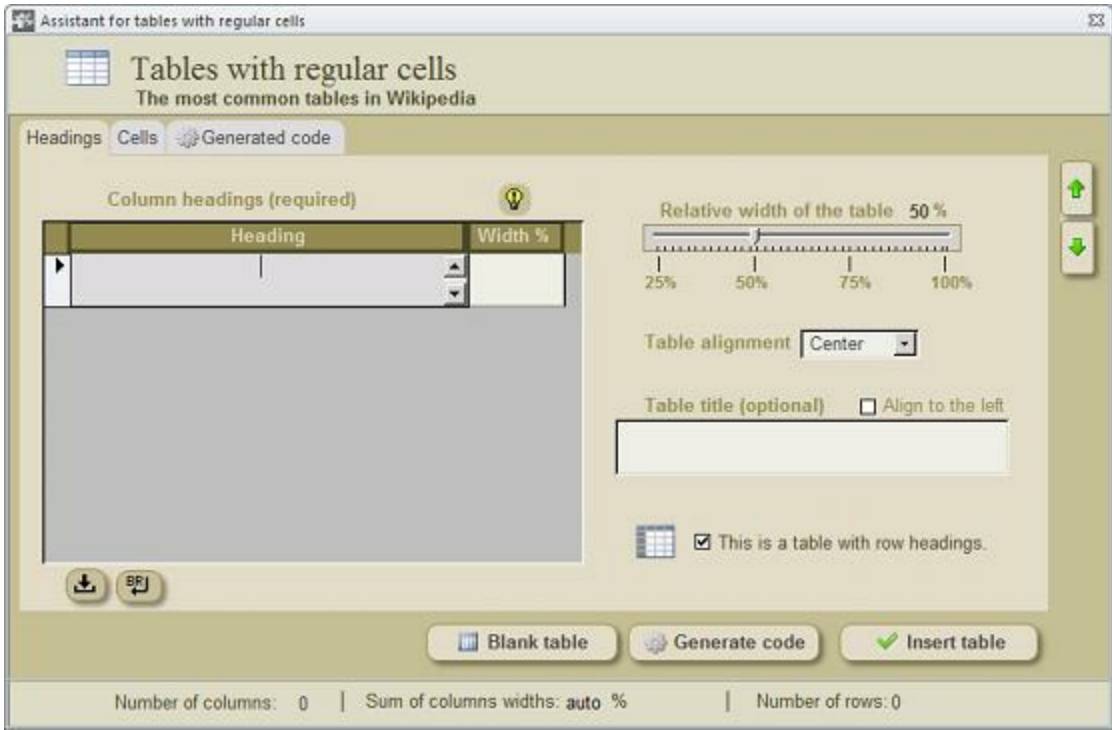 Assistant for tables with regular cells
Tables with regular cells
The most common tables in Wikipedia
Headings Cells Generated code
Column headings (required)
Heading Width %
Relative width of the table 50 %
25% 50% 75% 100%
Table alignment Center
Table title (optional) Align to the left
This is a table with row headings.
BR
Blank table Generate code Insert table
Number of columns: 0 | Sum of columns widths: auto % | Number of rows: 0